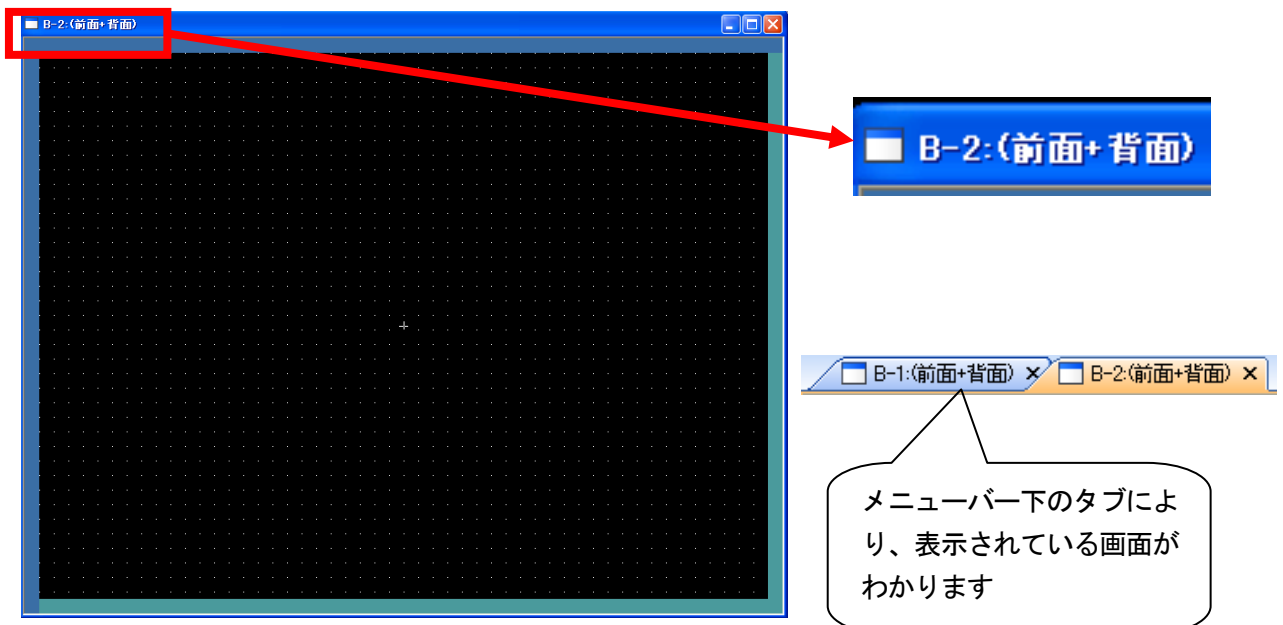 B-2:(前面+背面)
B-2:(前面+背面)
B-1:(前面+背面)
B-2:(前面+背面)
メニューバー下のタブによ
り、表示されている画面が
わかります